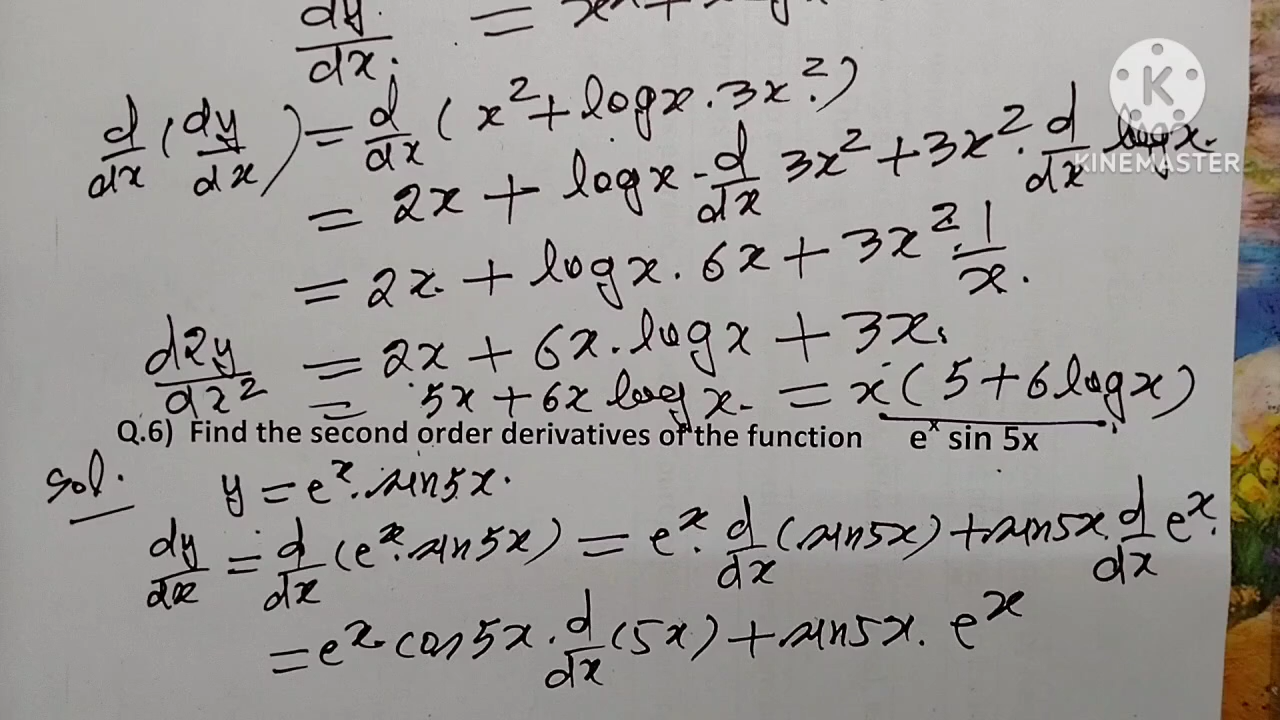 dy/dx =
d/dx (dy/dx) = d/dx (x² + log x . 3x².)
= 2x + log x . d/dx 3x² + 3x² . d/dx log x.
= 2x + log x . 6x + 3x² . 1/x.
d2y/dx² = 2x + 6x . log x + 3x.
= 5x + 6x log x. = x (5 + 6 log x)
Q.6) Find the second order derivatives of the function e^x sin 5x
Sol. y = e^x . sin 5x.
dy/dx = d/dx (e^x . sin 5x) = e^x . d/dx (sin 5x) + sin 5x . d/dx e^x.
= e^x . cos 5x . d/dx (5x) + sin 5x . e^x
K
KINEMASTER